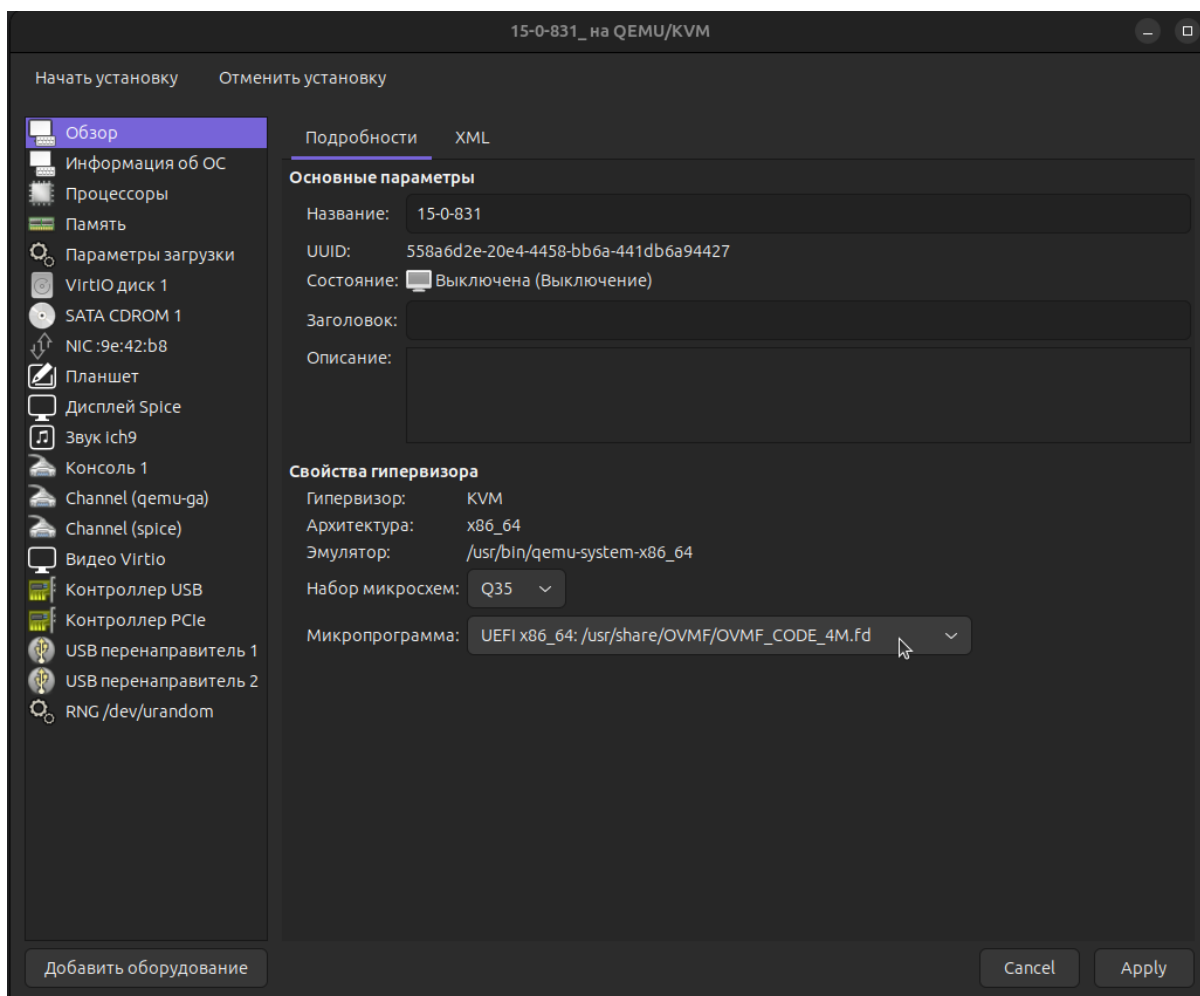 15-0-831_ на QEMU/KVM
Начать установку Отменить установку
Обзор
Информация об ОС
Процессоры
Память
Параметры загрузки
VirtIO диск 1
SATA CDROM 1
NIC :9e:42:b8
Планшет
Дисплей Spice
Звук ich9
Консоль 1
Channel (qemu-ga)
Channel (spice)
Видео Virtio
Контроллер USB
Контроллер PCIe
USB перенаправитель 1
USB перенаправитель 2
RNG /dev/urandom
Добавить оборудование
Подробности XML
Основные параметры
Название: 15-0-831
UUID: 558a6d2e-20e4-4458-bb6a-441db6a94427
Состояние: Выключена (Выключение)
Заголовок:
Описание:
Свойства гипервизора
Гипервизор: KVM
Архитектура: x86_64
Эмулятор: /usr/bin/qemu-system-x86_64
Набор микросхем: Q35
Микропрограмма: UEFI x86_64: /usr/share/OVMF/OVMF_CODE_4M.fd
Cancel Apply